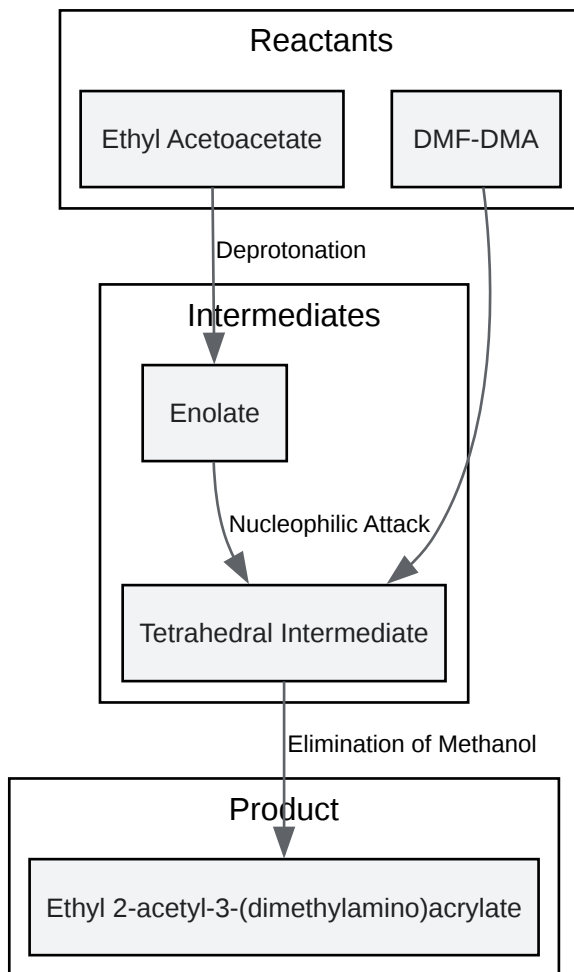 Reactants
Ethyl Acetoacetate
DMF-DMA
Deprotonation
Intermediates
Enolate
Nucleophilic Attack
Tetrahedral Intermediate
Elimination of Methanol
Product
Ethyl 2-acetyl-3-(dimethylamino)acrylate